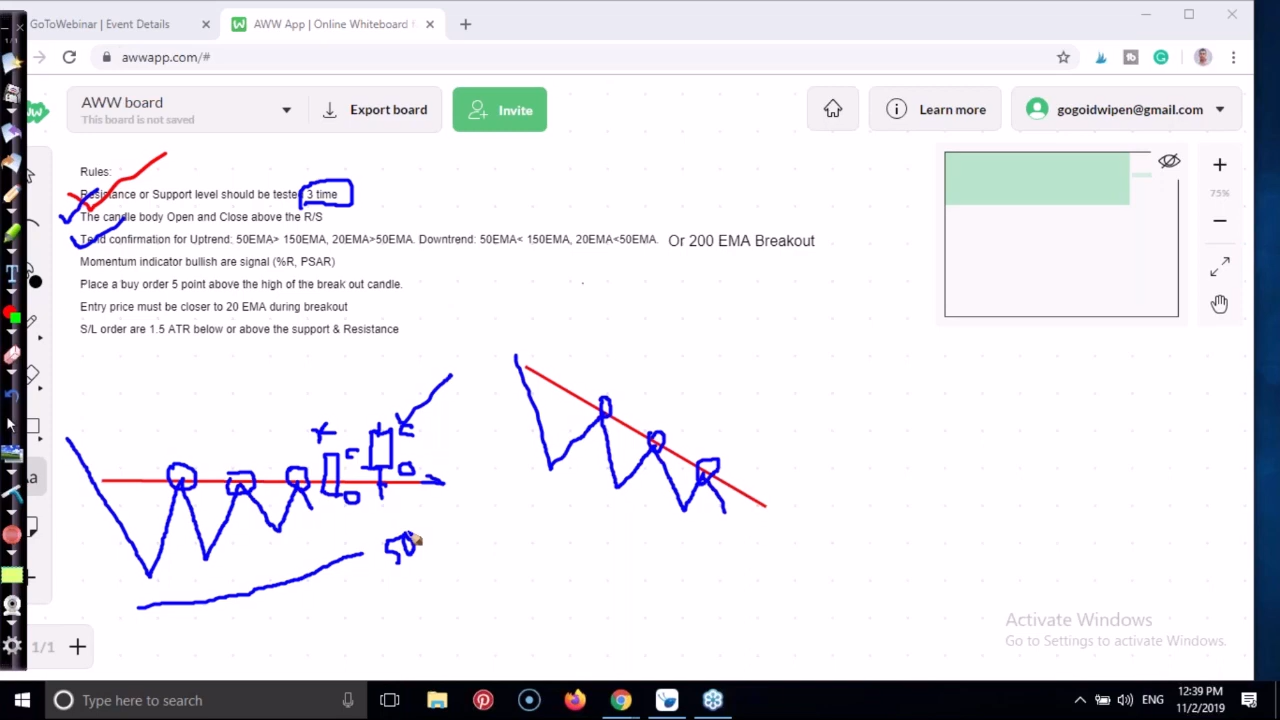 GoToWebinar | Event Details
AWW App | Online Whiteboard f
awwapp.com/#
AWW board
This board is not saved
Export board
Invite
Learn more
gogoidwipen@gmail.com
75%
Rules:
Resistance or Support level should be teste 3 time
The candle body Open and Close above the R/S
Tend confirmation for Uptrend: 50EMA> 150EMA, 20EMA>50EMA. Downtrend: 50EMA< 150EMA, 20EMA<50EMA. Or 200 EMA Breakout
Momentum indicator bullish are signal (%R, PSAR)
Place a buy order 5 point above the high of the break out candle.
Entry price must be closer to 20 EMA during breakout
S/L order are 1.5 ATR below or above the support & Resistance
50
Activate Windows
Go to Settings to activate Windows.
1/1
Type here to search
ENG
12:39 PM
11/2/2019